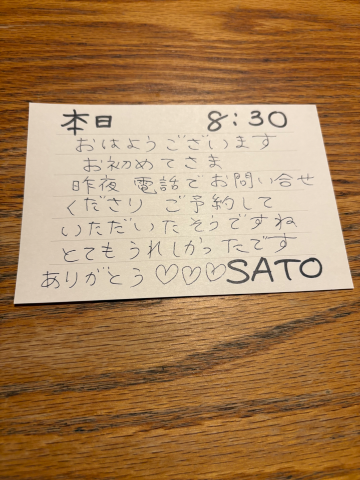 本日 8:30
おはようございます
お初めてさま
昨夜 電話でお問い合せ
くださり ご予約して
いただいたそうですね
とてもうれしかったです
ありがとう♡♡♡SATO